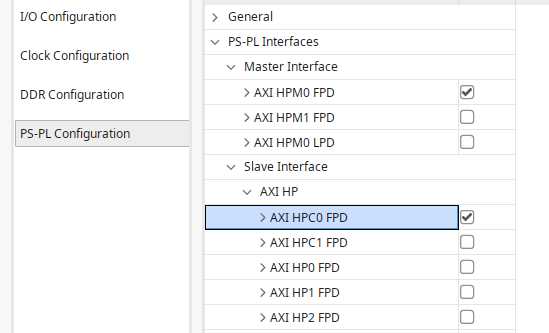 I/O Configuration
Clock Configuration
DDR Configuration
PS-PL Configuration
General
PS-PL Interfaces
Master Interface
AXI HPM0 FPD
AXI HPM1 FPD
AXI HPM0 LPD
Slave Interface
AXI HP
AXI HPC0 FPD
AXI HPC1 FPD
AXI HP0 FPD
AXI HP1 FPD
AXI HP2 FPD